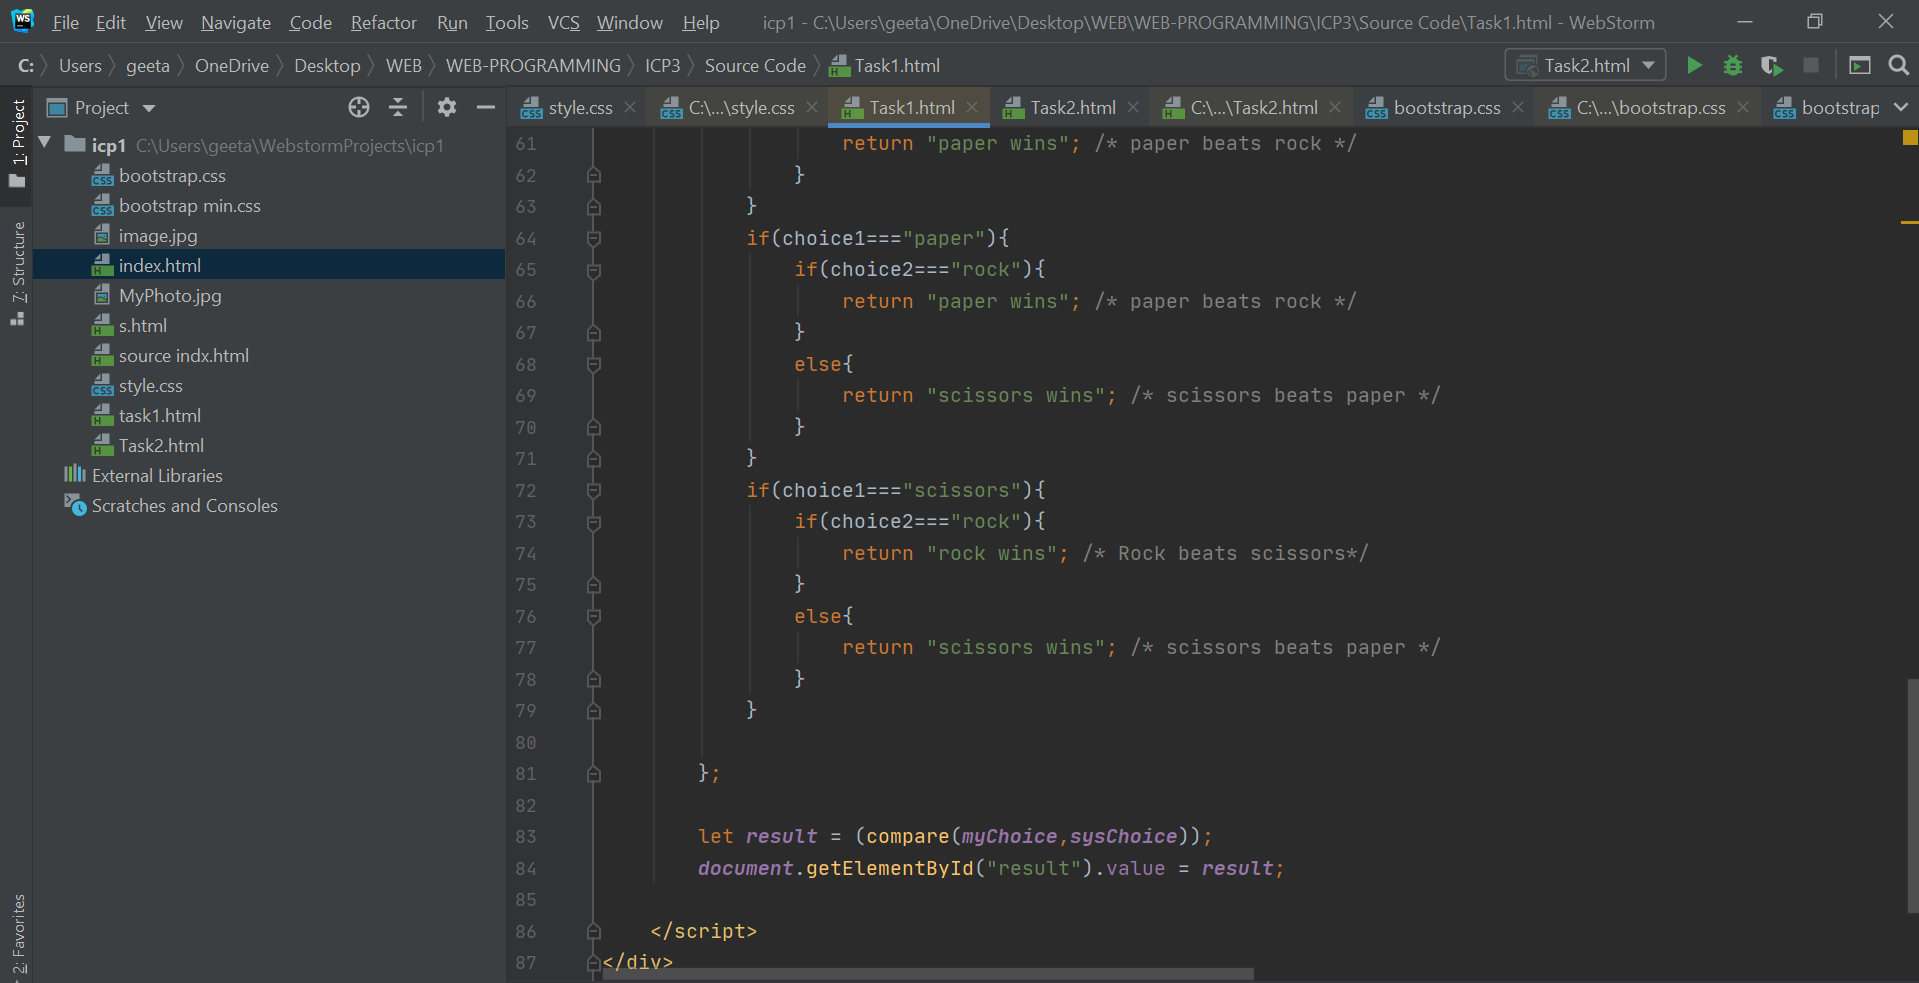 WS File Edit View Navigate Code Refactor Run Tools VCS Window Help icp1 - C:\Users\geeta\OneDrive\Desktop\WEB\WEB-PROGRAMMING\ICP3\Source Code\Task1.html - WebStorm
C: Users geeta OneDrive Desktop WEB WEB-PROGRAMMING ICP3 Source Code Task1.html Task2.html
Project
style.css C:\...\style.css Task1.html Task2.html C:\...\Task2.html bootstrap.css C:\...\bootstrap.css bootstrap
1: Project
7: Structure
2: Favorites
icp1 C:\Users\geeta\WebstormProjects\icp1
bootstrap.css
bootstrap min.css
image.jpg
index.html
MyPhoto.jpg
s.html
source indx.html
style.css
task1.html
Task2.html
External Libraries
Scratches and Consoles
61 return "paper wins"; /* paper beats rock */
62 }
63 }
64 if(choice1==="paper"){
65 if(choice2==="rock"){
66 return "paper wins"; /* paper beats rock */
67 }
68 else{
69 return "scissors wins"; /* scissors beats paper */
70 }
71 }
72 if(choice1==="scissors"){
73 if(choice2==="rock"){
74 return "rock wins"; /* Rock beats scissors*/
75 }
76 else{
77 return "scissors wins"; /* scissors beats paper */
78 }
79 }
80
81 };
82
83 let result = (compare(myChoice,sysChoice));
84 document.getElementById("result").value = result;
85
86 </script>
87 </div>